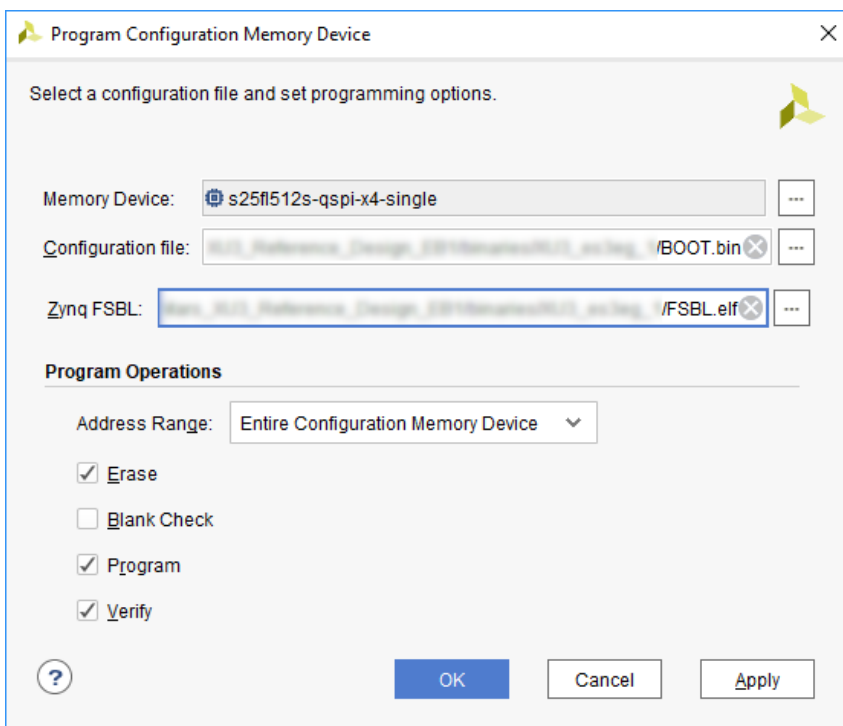 Program Configuration Memory Device
Select a configuration file and set programming options.
Memory Device: s25fl512s-qspi-x4-single ...
Configuration file: /BOOT.bin ...
Zynq FSBL: /FSBL.elf ...
Program Operations
Address Range: Entire Configuration Memory Device
Erase
Blank Check
Program
Verify
? OK Cancel Apply